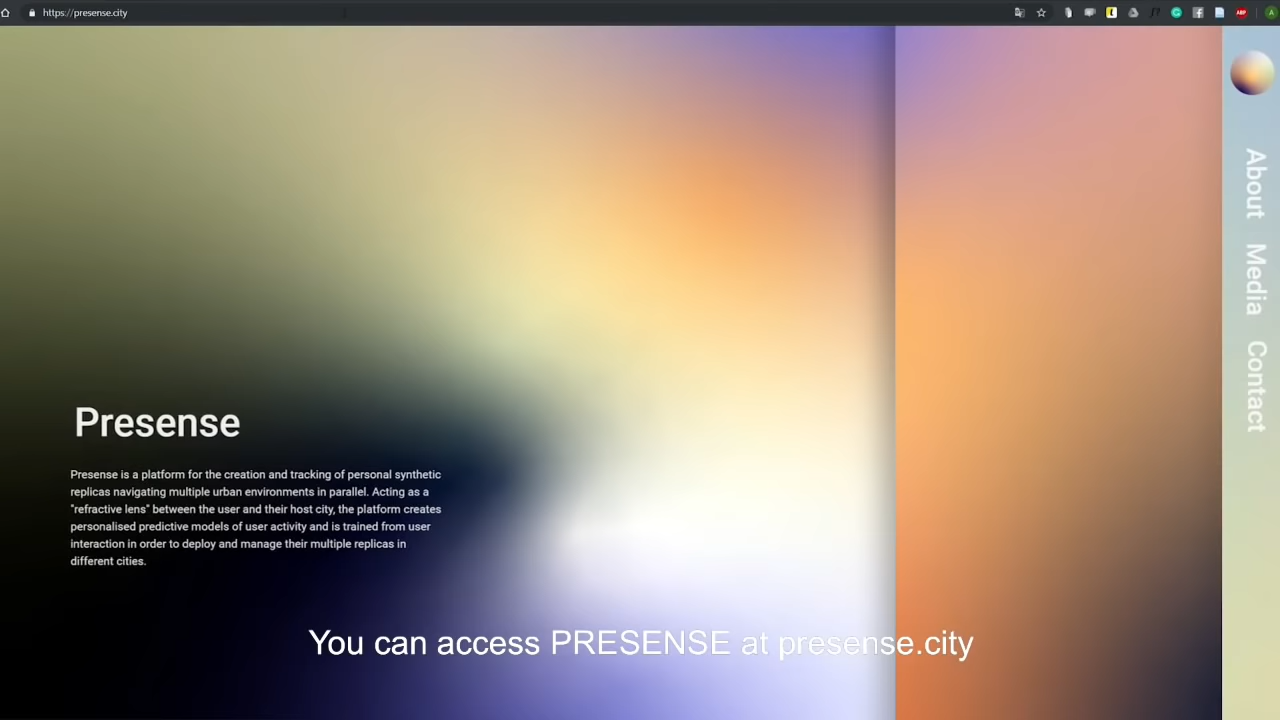 https://presense.city
ABP
A
About
Media
Contact
Presense
Presense is a platform for the creation and tracking of personal synthetic
replicas navigating multiple urban environments in parallel. Acting as a
"refractive lens" between the user and their host city, the platform creates
personalised predictive models of user activity and is trained from user
interaction in order to deploy and manage their multiple replicas in
different cities.
You can access PRESENSE at presense.city